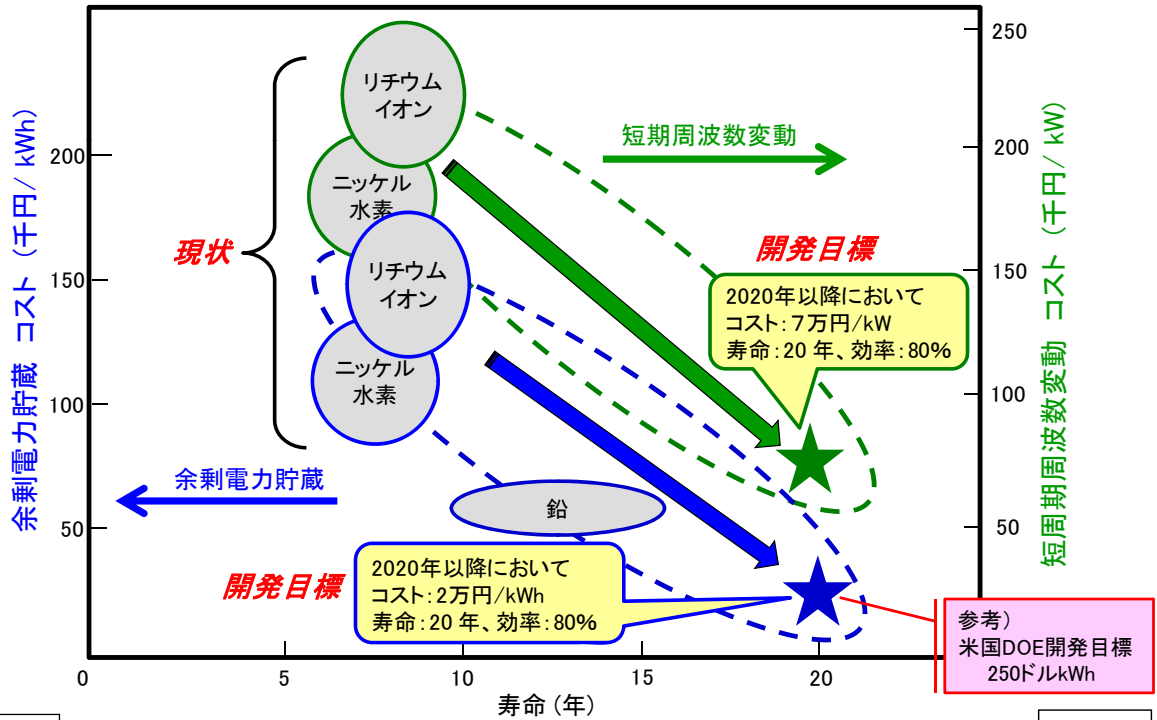 余剰電力貯蔵 コスト (千円/ kWh)
200
150
100
50
250
200
150
100
50
短周期周波数変動 コスト (千円/ kW)
リチウム
イオン
ニッケル
水素
現状
リチウム
イオン
ニッケル
水素
短期周波数変動
開発目標
2020年以降において
コスト:7万円/kW
寿命:20 年、効率:80%
余剰電力貯蔵
鉛
開発目標
2020年以降において
コスト:2万円/kWh
寿命:20 年、効率:80%
参考)
米国DOE開発目標
250ドルkWh
0
5
10
15
20
寿命 (年)